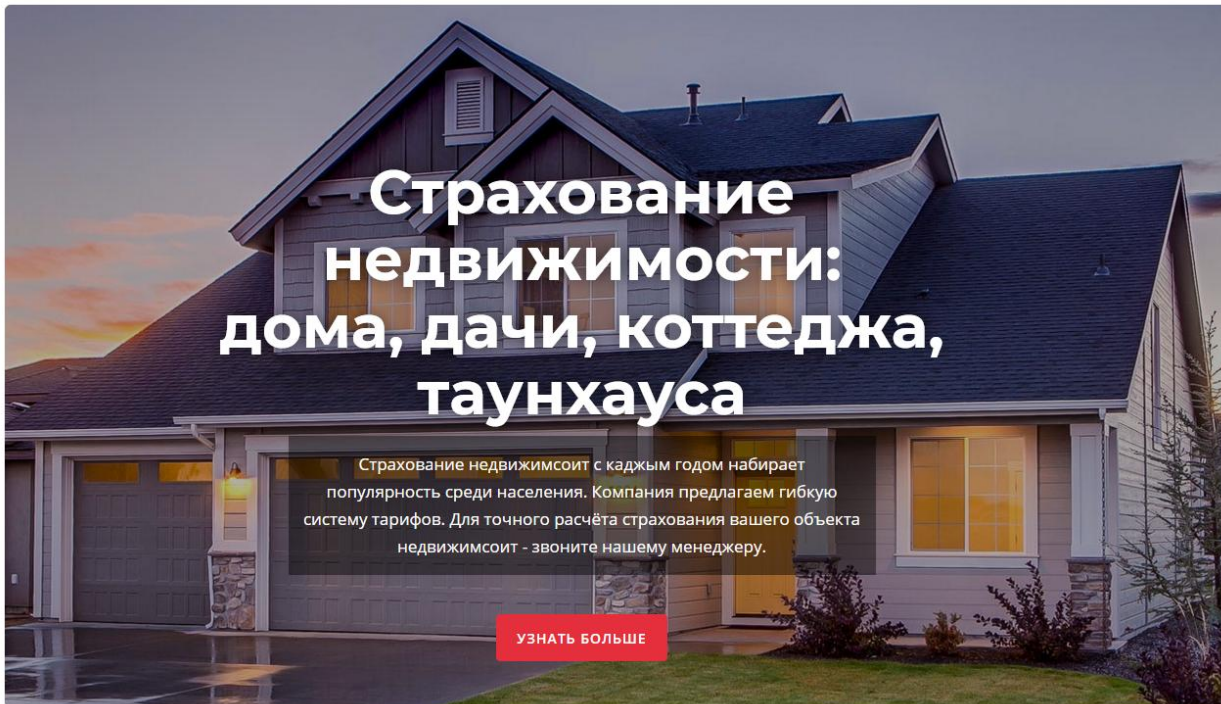 Страхование
недвижимости:
дома, дачи, коттеджа,
таунхауса
Страхование недвижимсоит с каджым годом набирает
популярность среди населения. Компания предлагаем гибкую
систему тарифов. Для точного расчёта страхования вашего объекта
недвижимсоит - звоните нашему менеджеру.
УЗНАТЬ БОЛЬШЕ